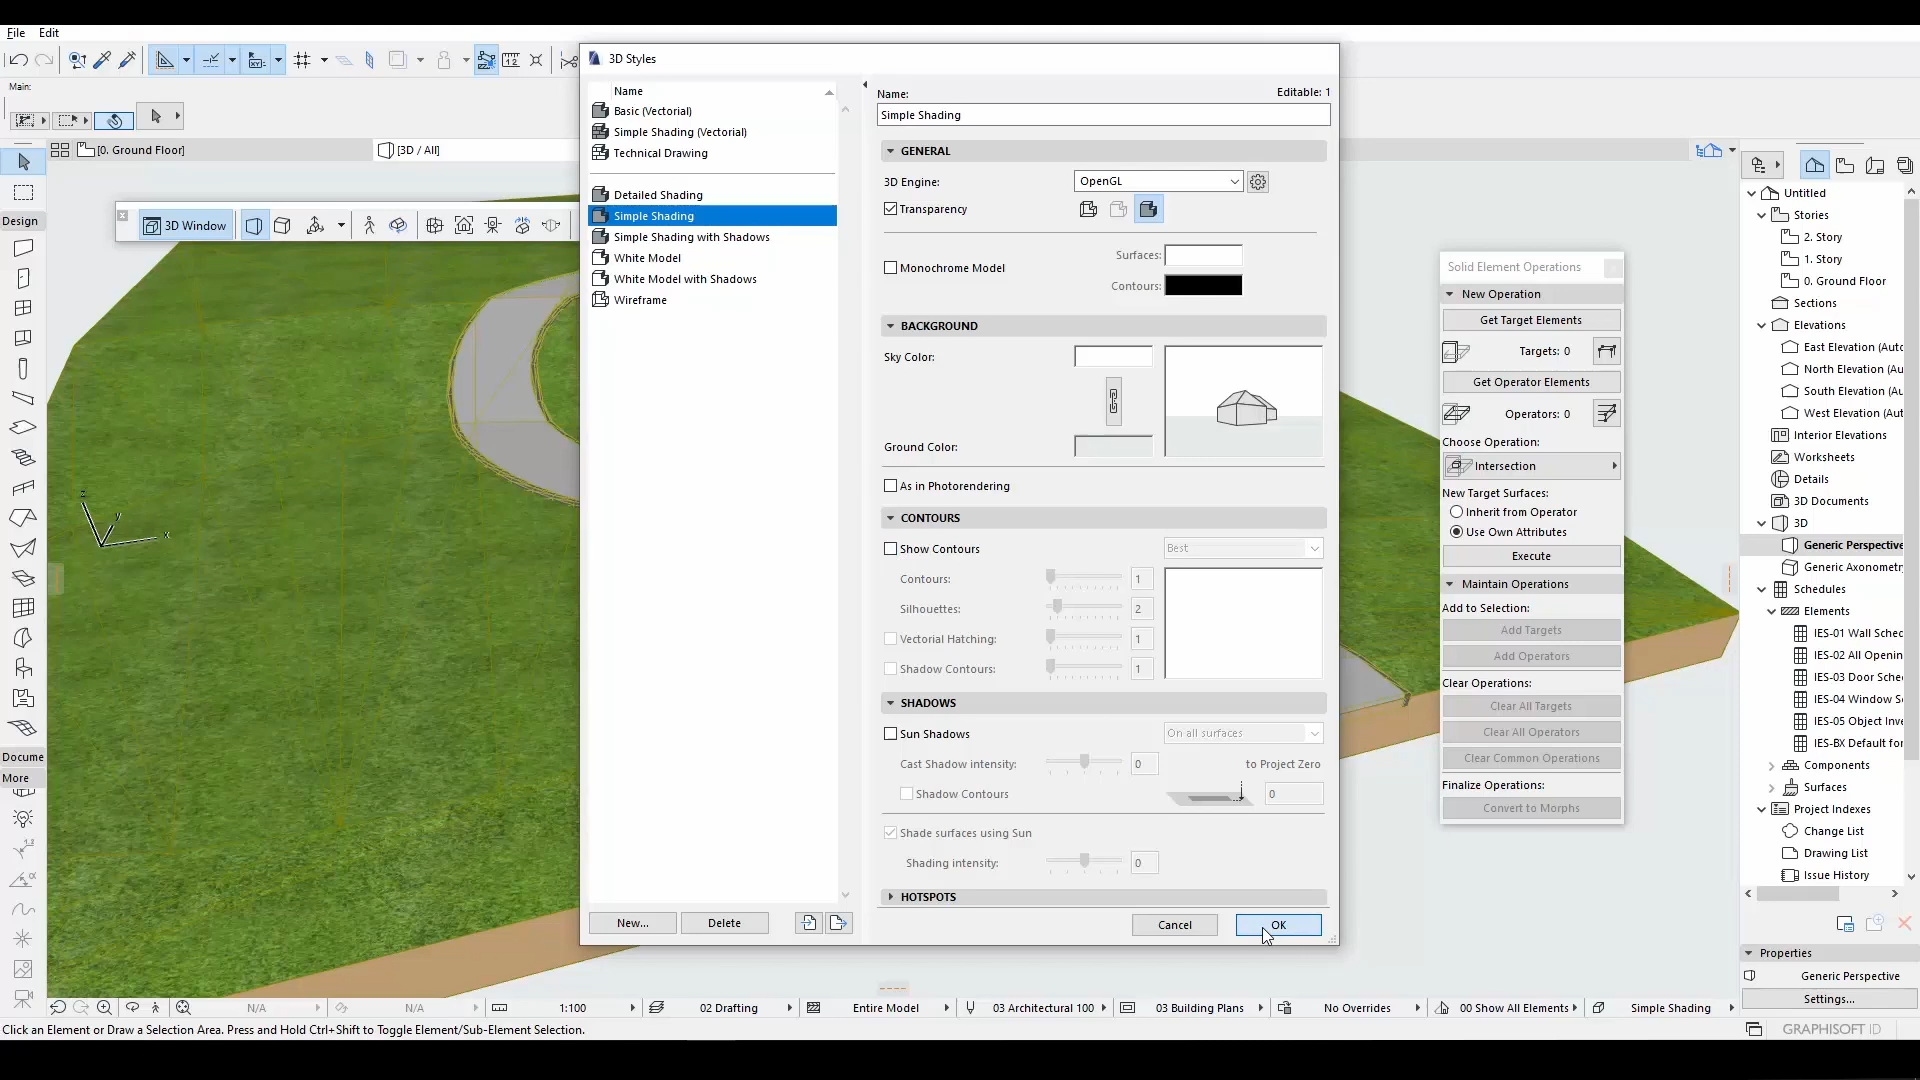 File Edit
Main:
[0. Ground Floor]
[3D / All]
Design
3D Window
Docume
More
3D Styles
Name
Basic (Vectorial)
Simple Shading (Vectorial)
Technical Drawing
Detailed Shading
Simple Shading
Simple Shading with Shadows
White Model
White Model with Shadows
Wireframe
New...
Delete
Name:
Editable: 1
Simple Shading
GENERAL
3D Engine:
OpenGL
Transparency
Monochrome Model
Surfaces:
Contours:
BACKGROUND
Sky Color:
Ground Color:
As in Photorendering
CONTOURS
Show Contours
Best
Contours:
1
Silhouettes:
2
Vectorial Hatching:
1
Shadow Contours:
1
SHADOWS
Sun Shadows
On all surfaces
Cast Shadow intensity:
0
to Project Zero
Shadow Contours
0
Shade surfaces using Sun
Shading intensity:
0
HOTSPOTS
Cancel
OK
z
y
x
Solid Element Operations
New Operation
Get Target Elements
Targets: 0
Get Operator Elements
Operators: 0
Choose Operation:
Intersection
New Target Surfaces:
Inherit from Operator
Use Own Attributes
Execute
Maintain Operations
Add to Selection:
Add Targets
Add Operators
Clear Operations:
Clear All Targets
Clear All Operators
Clear Common Operations
Finalize Operations:
Convert to Morphs
Untitled
Stories
2. Story
1. Story
0. Ground Floor
Sections
Elevations
East Elevation (Auto
North Elevation (Au
South Elevation (Au
West Elevation (Aut
Interior Elevations
Worksheets
Details
3D Documents
3D
Generic Perspective
Generic Axonometr
Schedules
Elements
IES-01 Wall Sched
IES-02 All Openin
IES-03 Door Sche
IES-04 Window S
IES-05 Object Inve
IES-BX Default for
Components
Surfaces
Project Indexes
Change List
Drawing List
Issue History
Properties
Generic Perspective
Settings...
N/A
N/A
1:100
02 Drafting
Entire Model
03 Architectural 100
03 Building Plans
No Overrides
00 Show All Elements
Simple Shading
Click an Element or Draw a Selection Area. Press and Hold Ctrl+Shift to Toggle Element/Sub-Element Selection.
GRAPHISOFT ID